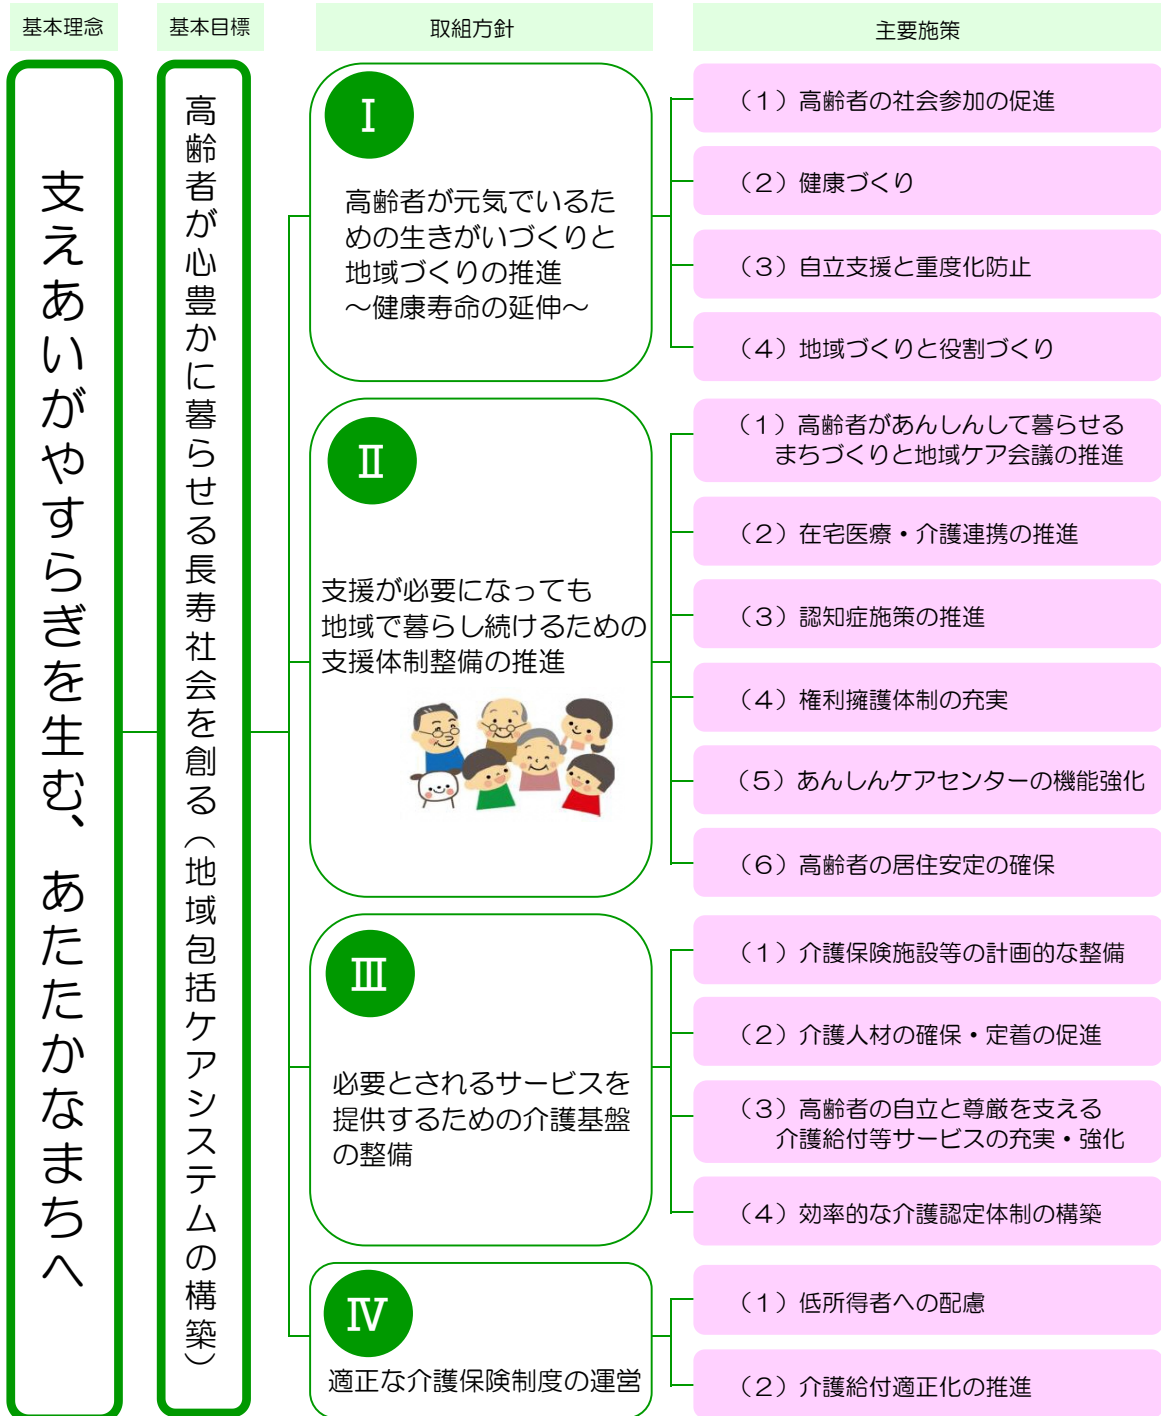 基本理念
基本目標
取組方針
主要施策
支えあいがやすらぎを生む、あたたかなまちへ
高齢者が心豊かに暮らせる長寿社会を創る（地域包括ケアシステムの構築）
Ⅰ
高齢者が元気でいるた
めの生きがいづくりと
地域づくりの推進
～健康寿命の延伸～
（１）高齢者の社会参加の促進
（２）健康づくり
（３）自立支援と重度化防止
（４）地域づくりと役割づくり
Ⅱ
支援が必要になっても
地域で暮らし続けるための
支援体制整備の推進
（１）高齢者があんしんして暮らせる
まちづくりと地域ケア会議の推進
（２）在宅医療・介護連携の推進
（３）認知症施策の推進
（４）権利擁護体制の充実
（５）あんしんケアセンターの機能強化
（６）高齢者の居住安定の確保
Ⅲ
必要とされるサービスを
提供するための介護基盤
の整備
（１）介護保険施設等の計画的な整備
（２）介護人材の確保・定着の促進
（３）高齢者の自立と尊厳を支える
介護給付等サービスの充実・強化
（４）効率的な介護認定体制の構築
Ⅳ
適正な介護保険制度の運営
（１）低所得者への配慮
（２）介護給付適正化の推進